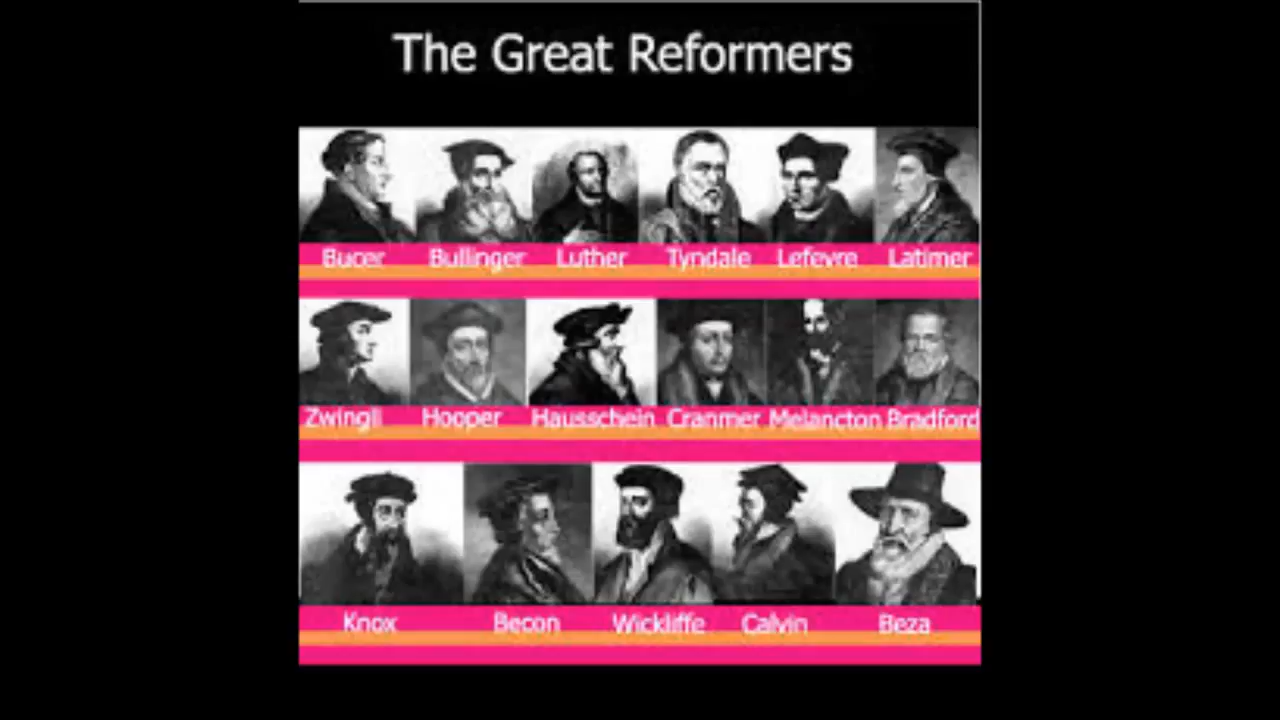 The Great Reformers
Bucer Bullinger Luther Tyndale Lefevre Latimer
Zwingli Hooper Hausschein Cranmer Melancton Bradford
Knox Becon Wickliffe Calvin Beza